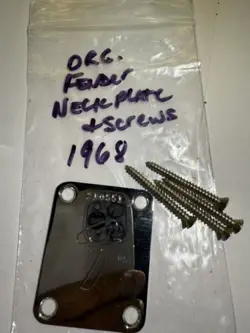 ORG.
FENDER
NECK PLATE
& SCREWS
1968